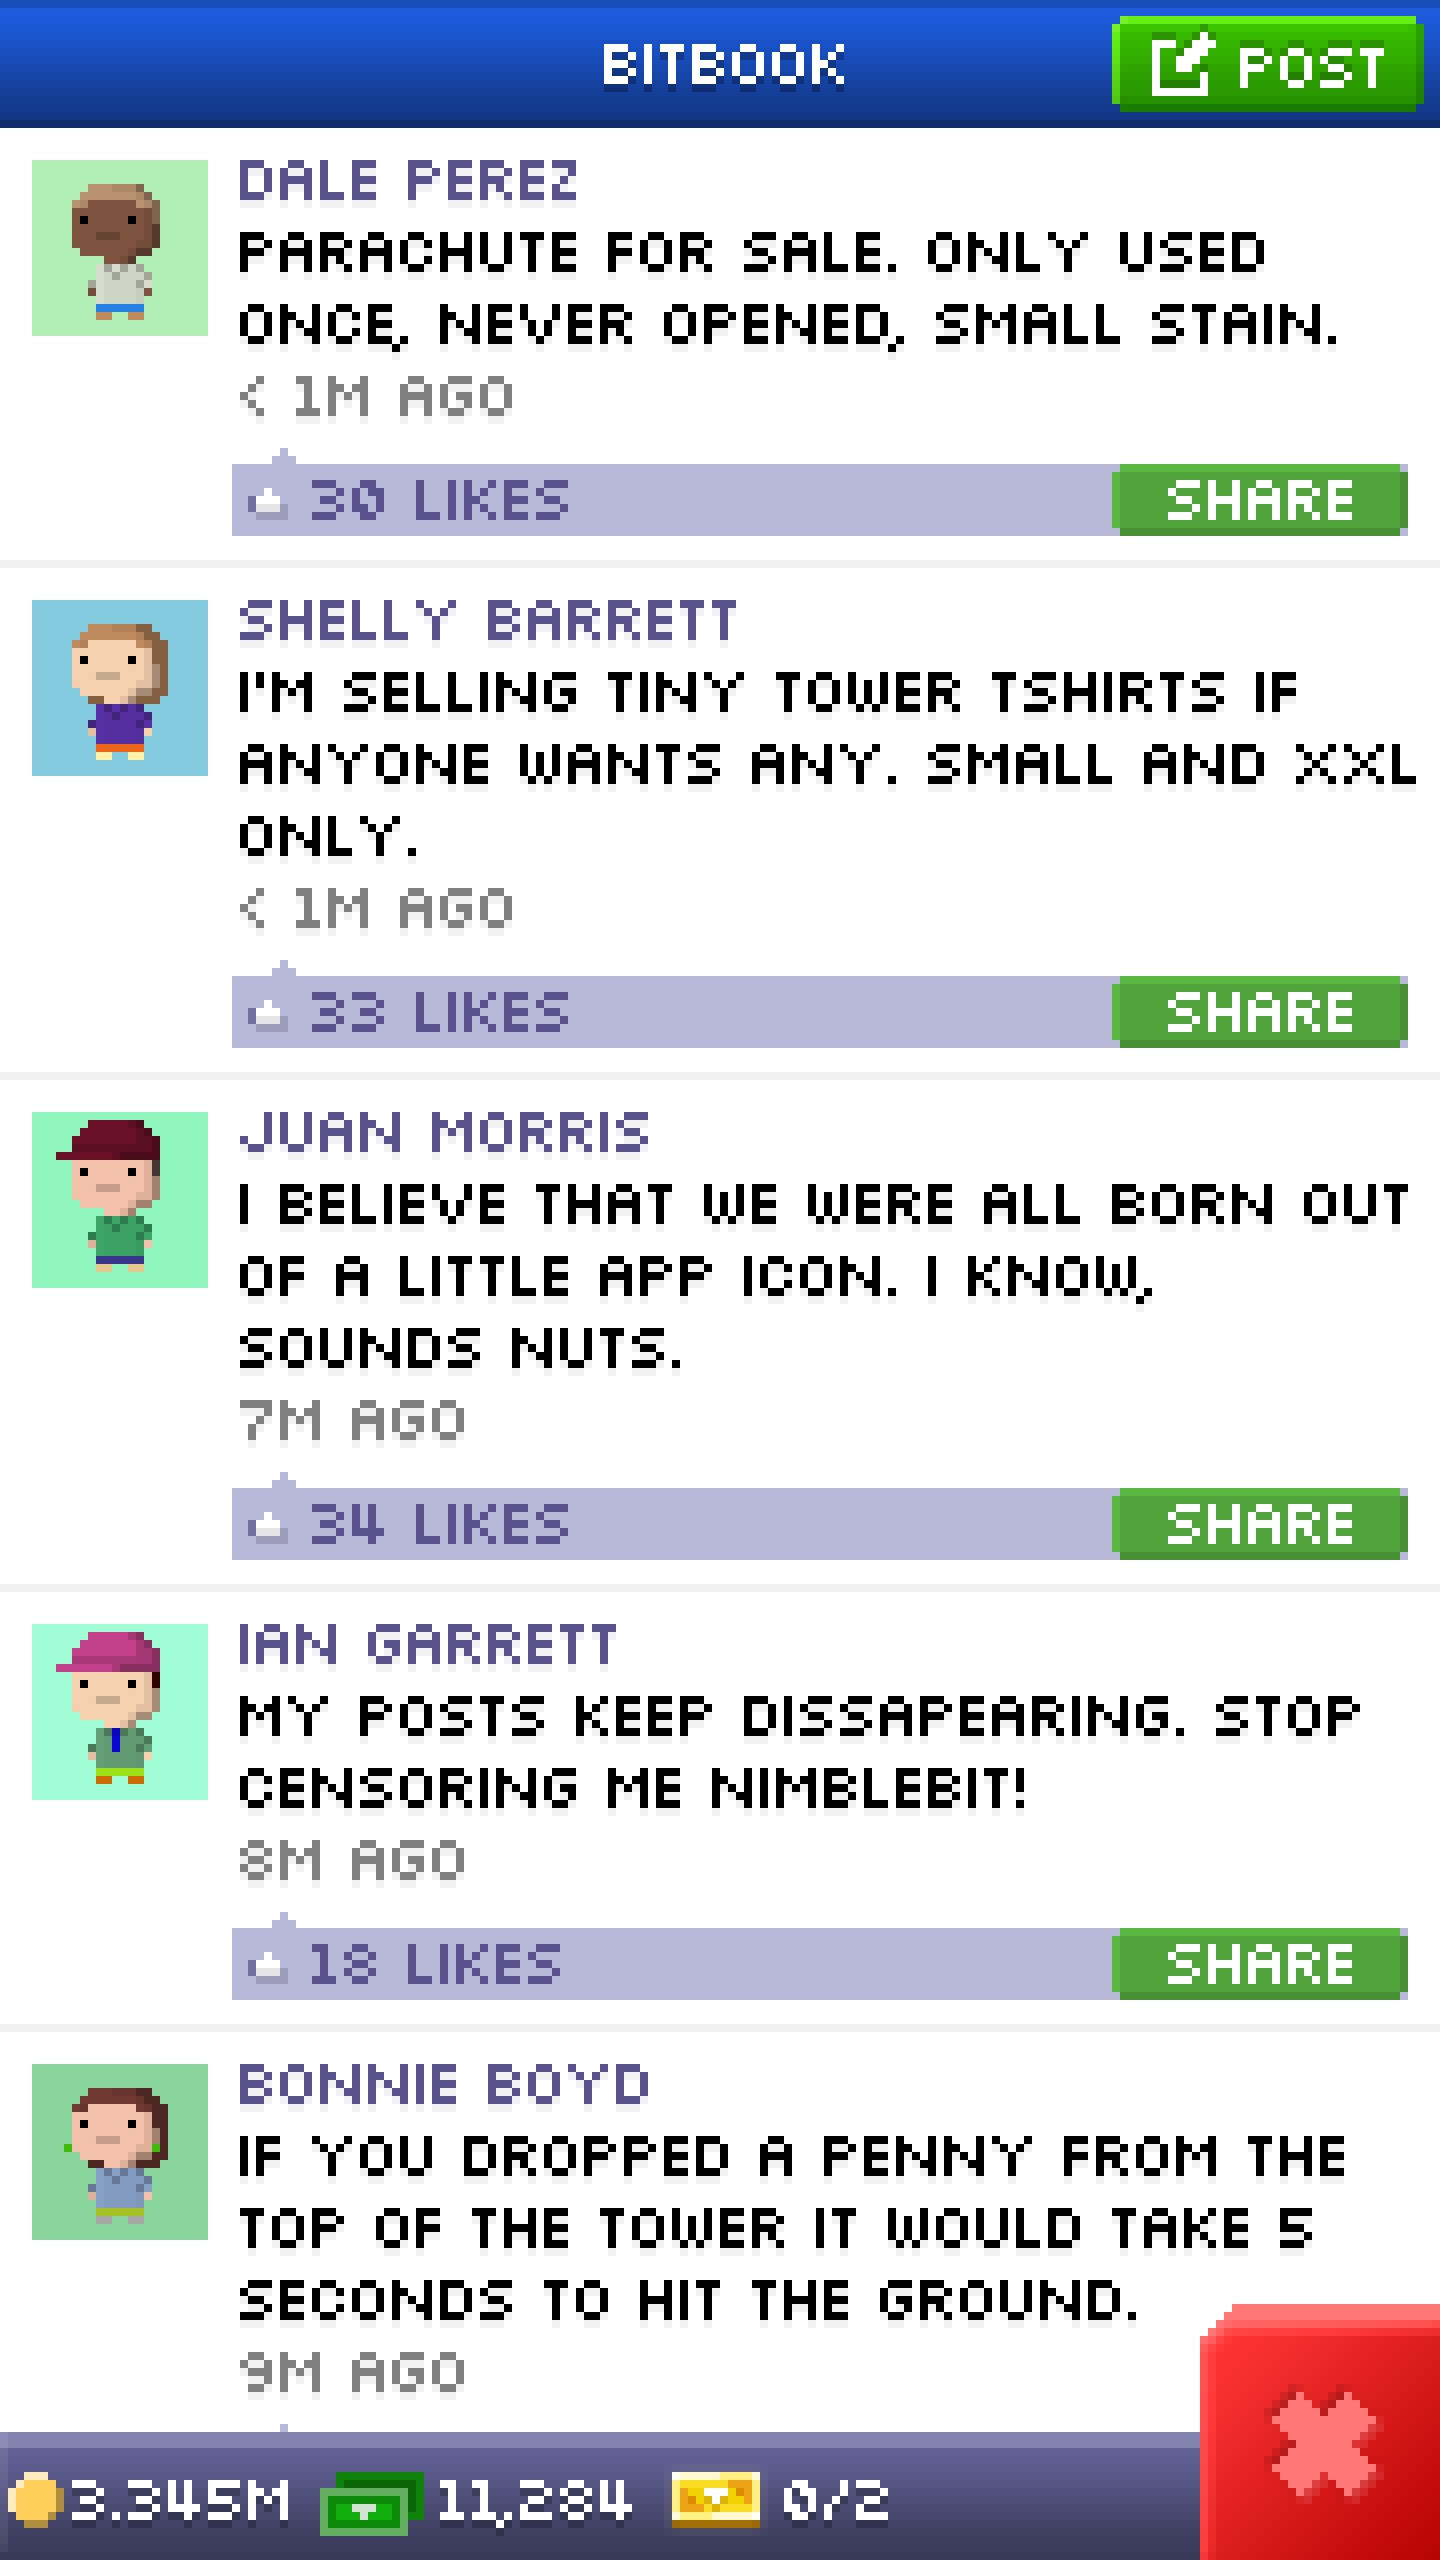 BITBOOK
POST
DALE PEREZ
PARACHUTE FOR SALE. ONLY USED
ONCE, NEVER OPENED, SMALL STAIN.
< 1M AGO
30 LIKES
SHARE
SHELLY BARRETT
I'M SELLING TINY TOWER TSHIRTS IF
ANYONE WANTS ANY. SMALL AND XXL
ONLY.
< 1M AGO
33 LIKES
SHARE
JUAN MORRIS
I BELIEVE THAT WE WERE ALL BORN OUT
OF A LITTLE APP ICON. I KNOW,
SOUNDS NUTS.
7M AGO
34 LIKES
SHARE
IAN GARRETT
MY POSTS KEEP DISSAPEARING. STOP
CENSORING ME NIMBLEBIT!
8M AGO
18 LIKES
SHARE
BONNIE BOYD
IF YOU DROPPED A PENNY FROM THE
TOP OF THE TOWER IT WOULD TAKE 5
SECONDS TO HIT THE GROUND.
9M AGO
3.345M
11,284
0/2